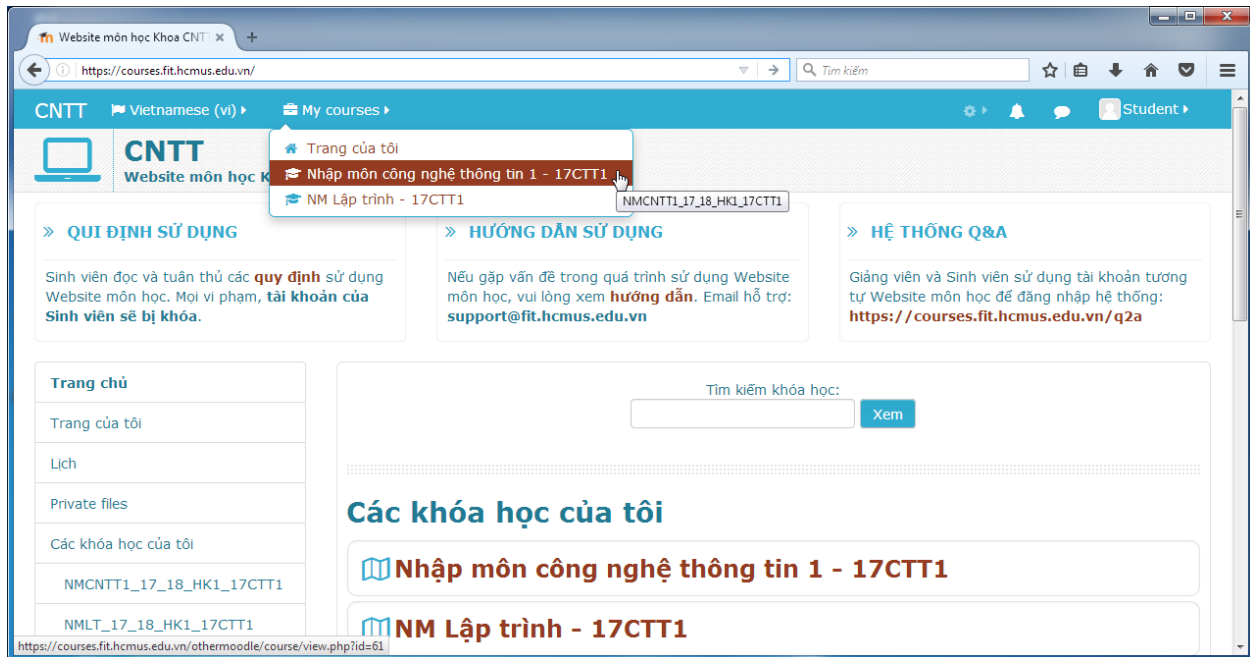 Website môn học Khoa CNT
https://courses.fit.hcmus.edu.vn/
Tìm kiếm
CNTT
Vietnamese (vi)
My courses
Student
CNTT
Website môn học K
Trang của tôi
Nhập môn công nghệ thông tin 1 - 17CTT1
NM Lập trình - 17CTT1
NMCNTT1_17_18_HK1_17CTT1
» QUI ĐỊNH SỬ DỤNG
Sinh viên đọc và tuân thủ các quy định sử dụng
Website môn học. Mọi vi phạm, tài khoản của
Sinh viên sẽ bị khóa.
» HƯỚNG DẪN SỬ DỤNG
Nếu gặp vấn đề trong quá trình sử dụng Website
môn học, vui lòng xem hướng dẫn. Email hỗ trợ:
support@fit.hcmus.edu.vn
» HỆ THỐNG Q&A
Giảng viên và Sinh viên sử dụng tài khoản tương
tự Website môn học để đăng nhập hệ thống:
https://courses.fit.hcmus.edu.vn/q2a
Trang chủ
Trang của tôi
Lịch
Private files
Các khóa học của tôi
NMCNTT1_17_18_HK1_17CTT1
NMLT_17_18_HK1_17CTT1
Tìm kiếm khóa học:
Xem
Các khóa học của tôi
Nhập môn công nghệ thông tin 1 - 17CTT1
NM Lập trình - 17CTT1
https://courses.fit.hcmus.edu.vn/othermoodle/course/view.php?id=61